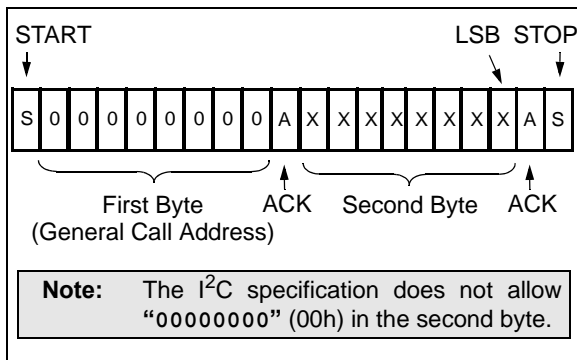 START LSB STOP
S 0 0 0 0 0 0 0 0 A X X X X X X X X A S
First Byte ACK Second Byte ACK
(General Call Address)
Note: The I²C specification does not allow
“00000000” (00h) in the second byte.